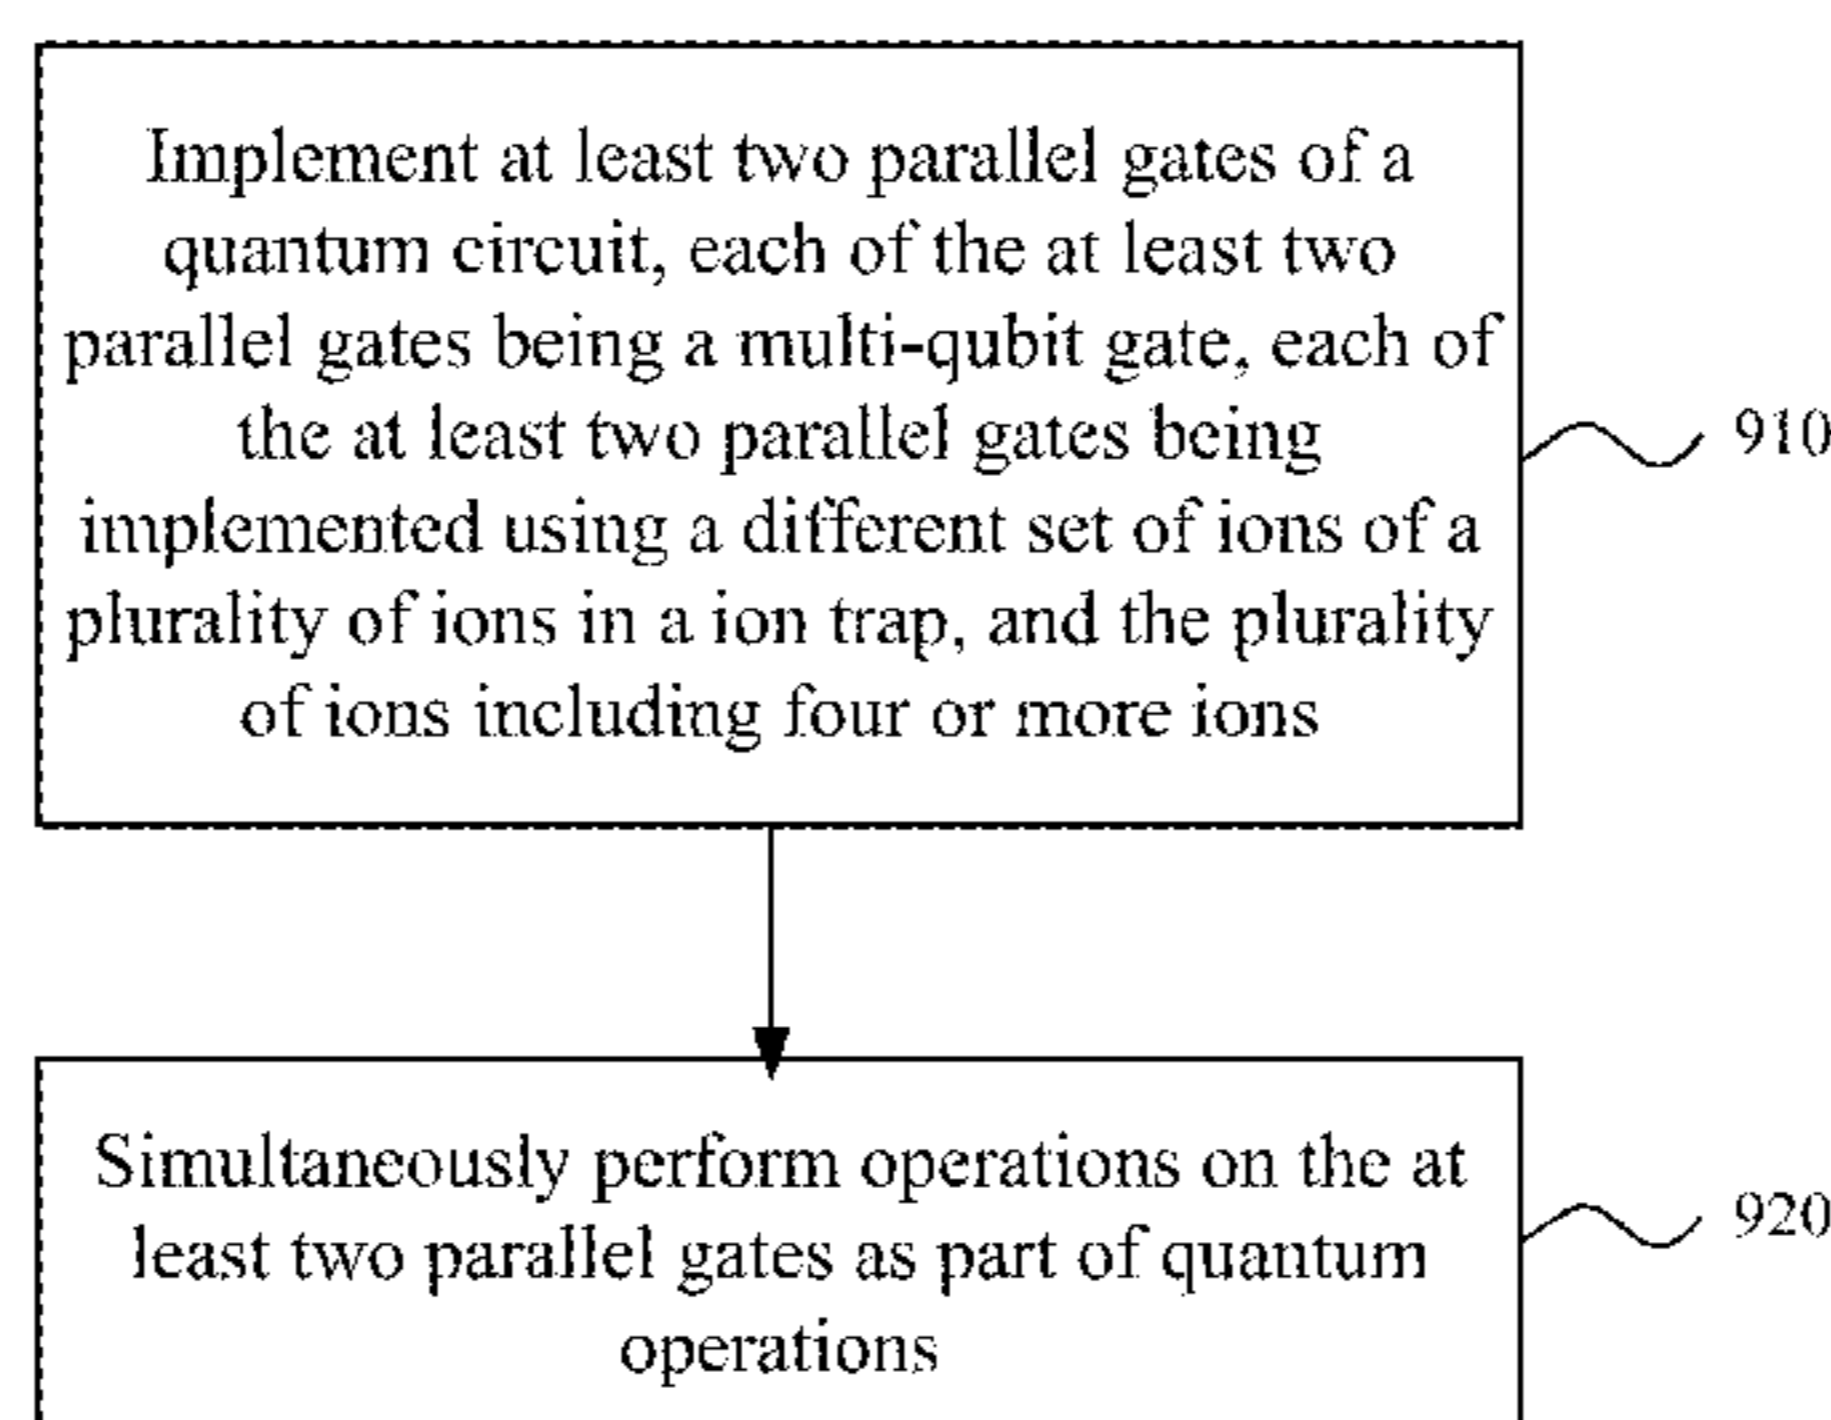 Implement at least two parallel gates of a
quantum circuit, each of the at least two
parallel gates being a multi-qubit gate, each of
the at least two parallel gates being
implemented using a different set of ions of a
plurality of ions in a ion trap, and the plurality
of ions including four or more ions
910
Simultaneously perform operations on the at
least two parallel gates as part of quantum
operations
920